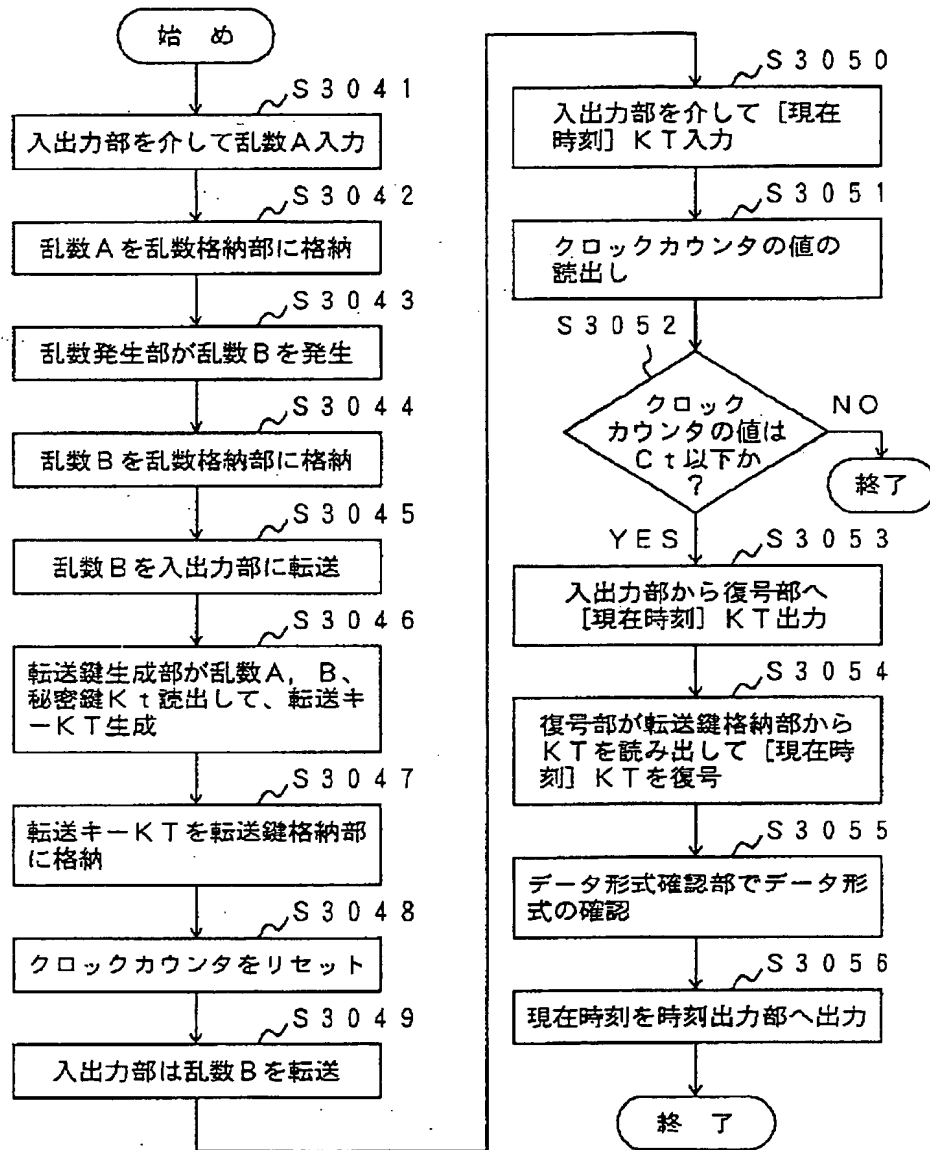 始 め
S3041
入出力部を介して乱数A入力
S3042
乱数Aを乱数格納部に格納
S3043
乱数発生部が乱数Bを発生
S3044
乱数Bを乱数格納部に格納
S3045
乱数Bを入出力部に転送
S3046
転送鍵生成部が乱数A，B、
秘密鍵Kt読出して、転送キ
ーKT生成
S3047
転送キーKTを転送鍵格納部
に格納
S3048
クロックカウンタをリセット
S3049
入出力部は乱数Bを転送
S3050
入出力部を介して［現在
時刻］KT入力
S3051
クロックカウンタの値の
読出し
S3052
クロック
カウンタの値は
Ct以下か
？
NO
終了
YES
S3053
入出力部から復号部へ
［現在時刻］KT出力
S3054
復号部が転送鍵格納部から
KTを読み出して［現在時
刻］KTを復号
S3055
データ形式確認部でデータ形
式の確認
S3056
現在時刻を時刻出力部へ出力
終 了